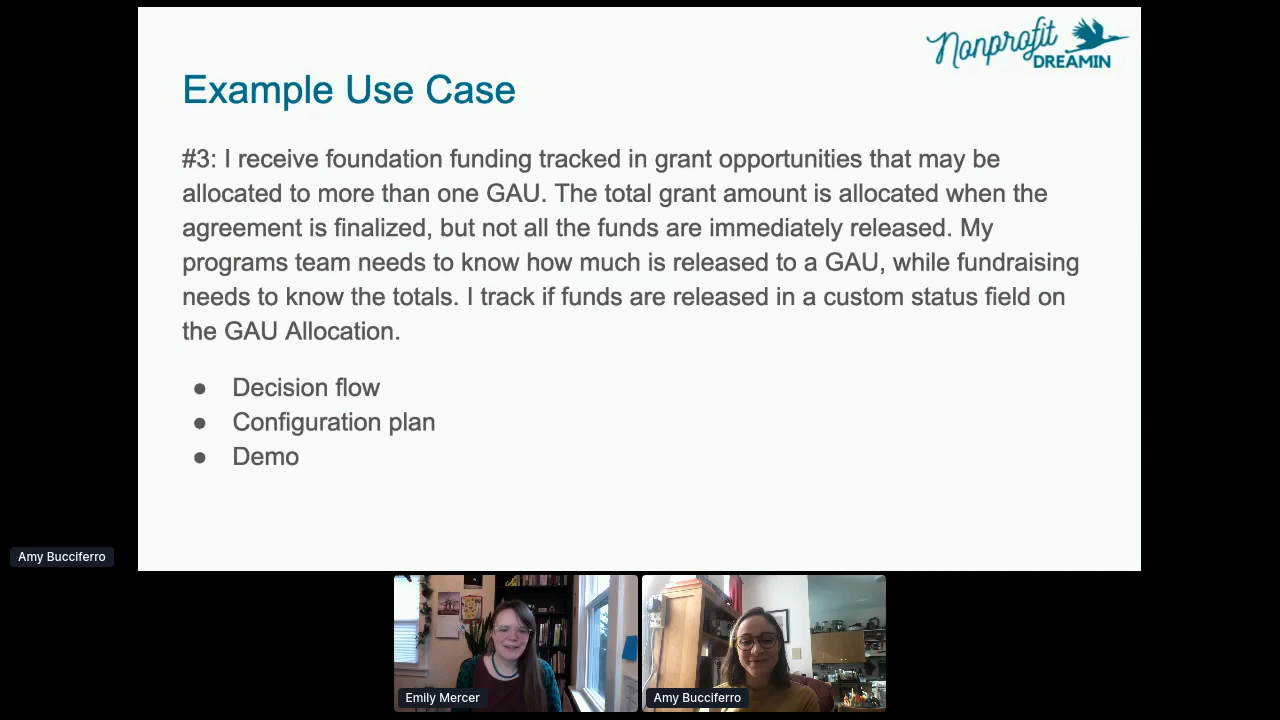 Nonprofit
DREAMIN
Example Use Case
#3: I receive foundation funding tracked in grant opportunities that may be
allocated to more than one GAU. The total grant amount is allocated when the
agreement is finalized, but not all the funds are immediately released. My
programs team needs to know how much is released to a GAU, while fundraising
needs to know the totals. I track if funds are released in a custom status field on
the GAU Allocation.
● Decision flow
● Configuration plan
● Demo
Amy Bucciferro
Emily Mercer
Amy Bucciferro